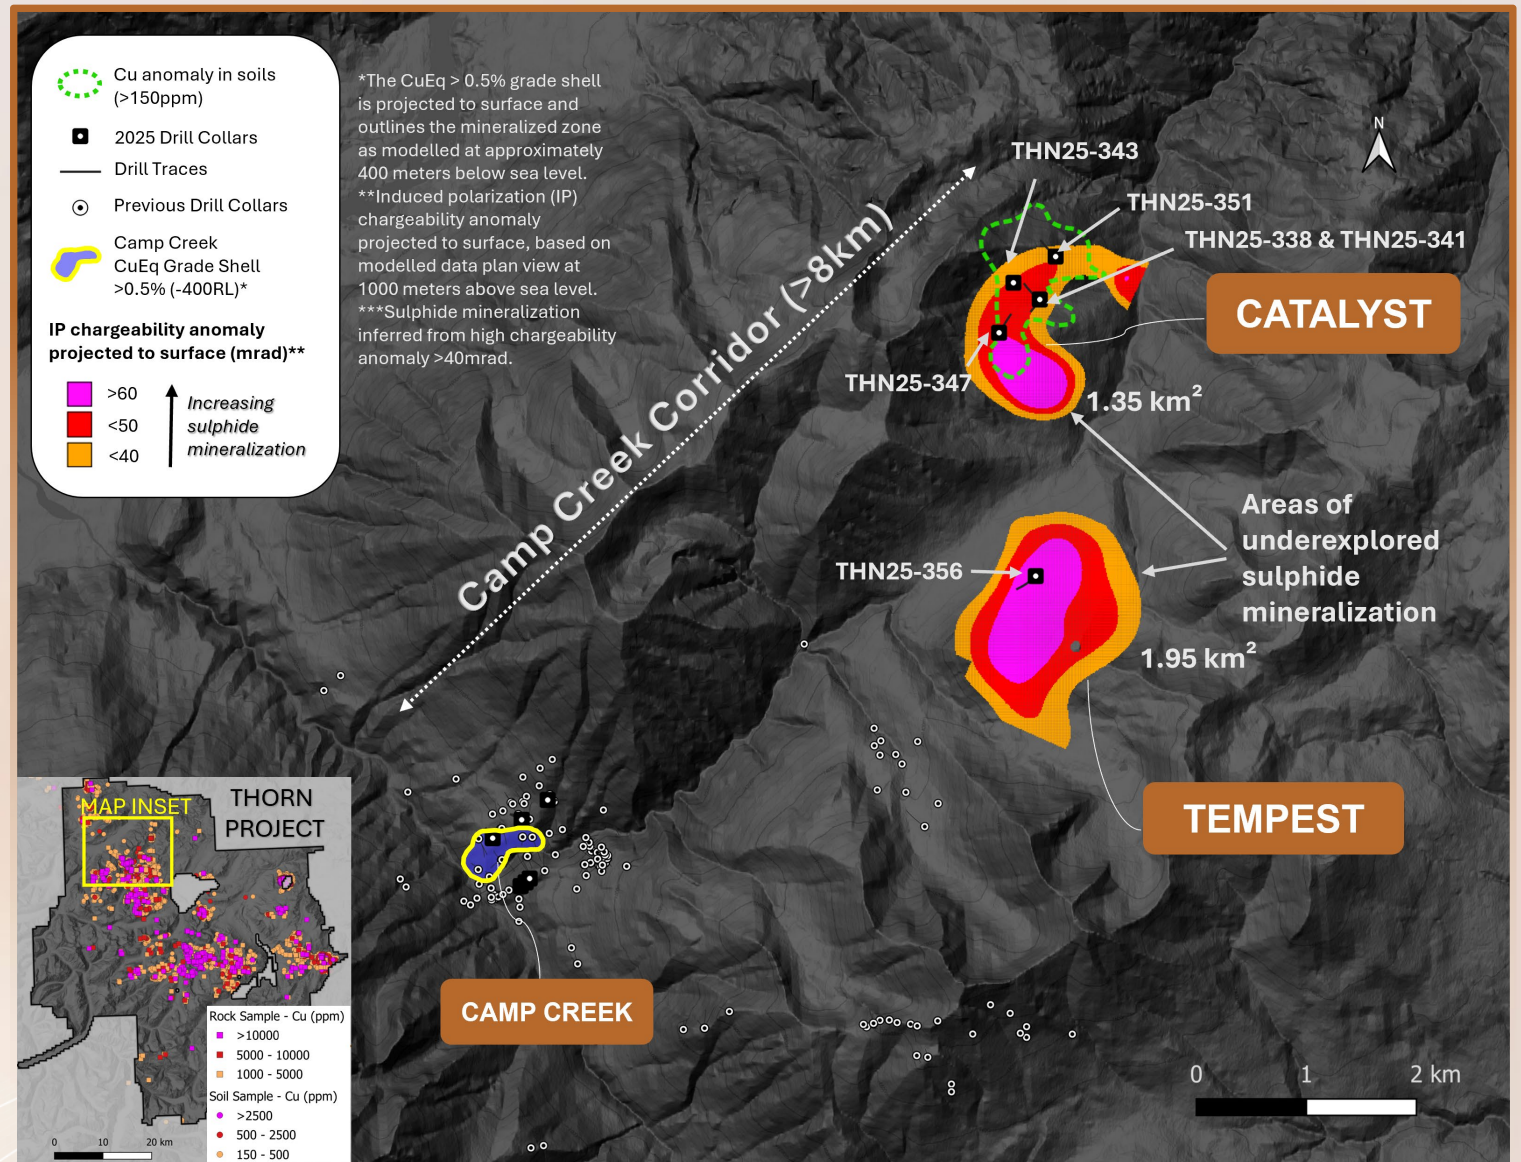 Cu anomaly in soils
(>150ppm)
2025 Drill Collars
Drill Traces
Previous Drill Collars
Camp Creek
CuEq Grade Shell
>0.5% (-400RL)*
IP chargeability anomaly
projected to surface (mrad)**
>60
<50
<40
Increasing
sulphide
mineralization
*The CuEq > 0.5% grade shell
is projected to surface and
outlines the mineralized zone
as modelled at approximately
400 meters below sea level.
**Induced polarization (IP)
chargeability anomaly
projected to surface, based on
modelled data plan view at
1000 meters above sea level.
***Sulphide mineralization
inferred from high chargeability
anomaly >40mrad.
Camp Creek Corridor (>8km)
N
THN25-343
THN25-351
THN25-338 & THN25-341
CATALYST
THN25-347
1.35 km²
Areas of
underexplored
sulphide
mineralization
THN25-356
1.95 km²
TEMPEST
CAMP CREEK
0 1 2 km
MAP INSET
THORN
PROJECT
Rock Sample - Cu (ppm)
>10000
5000 - 10000
1000 - 5000
Soil Sample - Cu (ppm)
>2500
500 - 2500
150 - 500
0 10 20 km